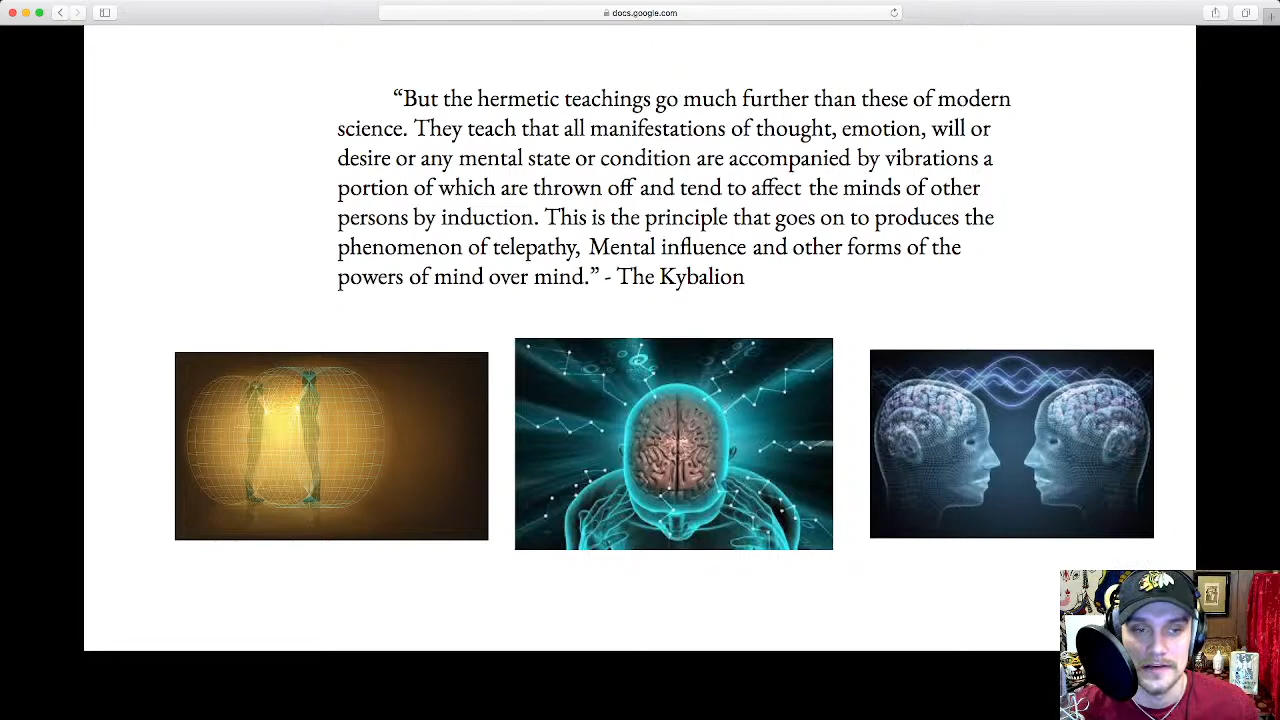 docs.google.com
“But the hermetic teachings go much further than these of modern
science. They teach that all manifestations of thought, emotion, will or
desire or any mental state or condition are accompanied by vibrations a
portion of which are thrown off and tend to affect the minds of other
persons by induction. This is the principle that goes on to produces the
phenomenon of telepathy, Mental influence and other forms of the
powers of mind over mind.” - The Kybalion